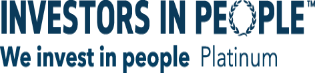 INVESTORS IN PEOPLE™
We invest in people Platinum